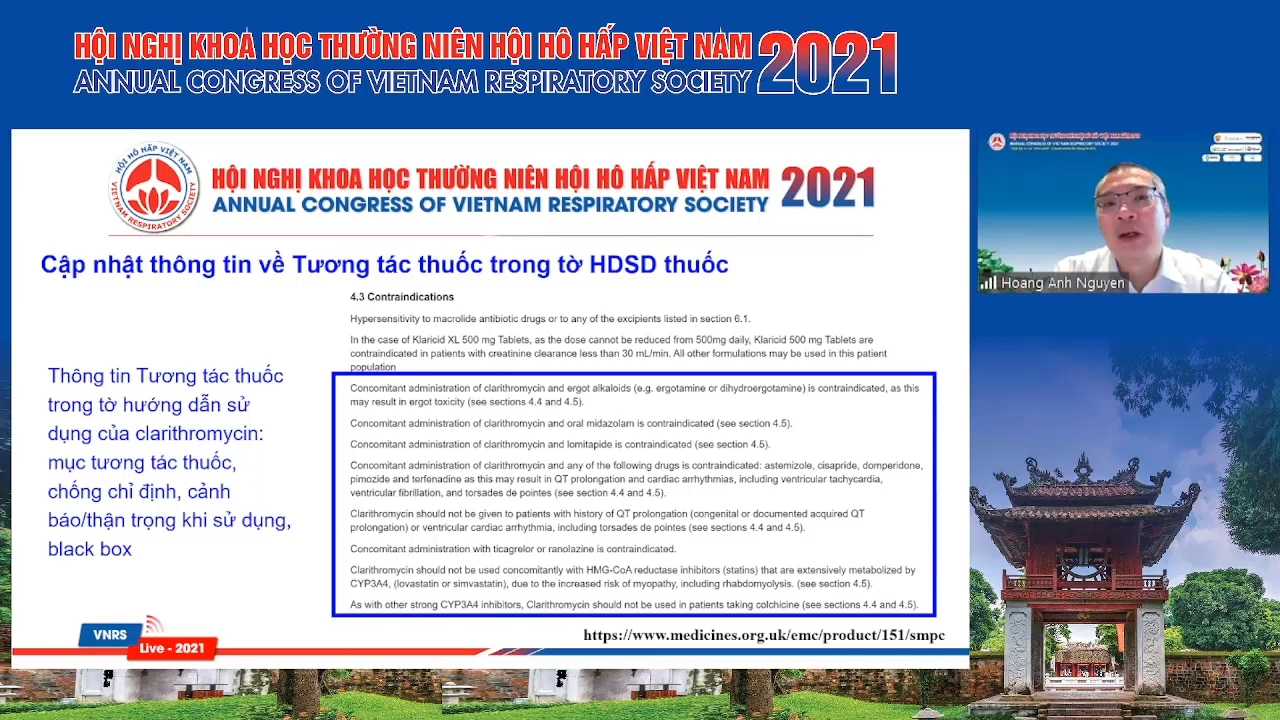 HỘI NGHỊ KHOA HỌC THƯỜNG NIÊN HỘI HÔ HẤP VIỆT NAM
ANNUAL CONGRESS OF VIETNAM RESPIRATORY SOCIETY
2021
HỘI HÔ HẤP VIỆT NAM
VIETNAM RESPIRATORY SOCIETY
HỘI NGHỊ KHOA HỌC THƯỜNG NIÊN HỘI HÔ HẤP VIỆT NAM
ANNUAL CONGRESS OF VIETNAM RESPIRATORY SOCIETY
2021
Cập nhật thông tin về Tương tác thuốc trong tờ HDSD thuốc
Thông tin Tương tác thuốc
trong tờ hướng dẫn sử
dụng của clarithromycin:
mục tương tác thuốc,
chống chỉ định, cảnh
báo/thận trọng khi sử dụng,
black box
4.3 Contraindications
Hypersensitivity to macrolide antibiotic drugs or to any of the excipients listed in section 6.1.
In the case of Klaricid XL 500 mg Tablets, as the dose cannot be reduced from 500mg daily, Klaricid 500 mg Tablets are
contraindicated in patients with creatinine clearance less than 30 mL/min. All other formulations may be used in this patient
population
Concomitant administration of clarithromycin and ergot alkaloids (e.g. ergotamine or dihydroergotamine) is contraindicated, as this
may result in ergot toxicity (see sections 4.4 and 4.5).
Concomitant administration of clarithromycin and oral midazolam is contraindicated (see section 4.5).
Concomitant administration of clarithromycin and lomitapide is contraindicated (see section 4.5).
Concomitant administration of clarithromycin and any of the following drugs is contraindicated: astemizole, cisapride, domperidone,
pimozide and terfenadine as this may result in QT prolongation and cardiac arrhythmias, including ventricular tachycardia,
ventricular fibrillation, and torsades de pointes (see section 4.4 and 4.5).
Clarithromycin should not be given to patients with history of QT prolongation (congenital or documented acquired QT
prolongation) or ventricular cardiac arrhythmia, including torsades de pointes (see sections 4.4 and 4.5).
Concomitant administration with ticagrelor or ranolazine is contraindicated.
Clarithromycin should not be used concomitantly with HMG-CoA reductase inhibitors (statins) that are extensively metabolized by
CYP3A4, (lovastatin or simvastatin), due to the increased risk of myopathy, including rhabdomyolysis. (see section 4.5).
As with other strong CYP3A4 inhibitors, Clarithromycin should not be used in patients taking colchicine (see sections 4.4 and 4.5).
https://www.medicines.org.uk/emc/product/151/smpc
VNRS
Live - 2021
Hoang Anh Nguyen